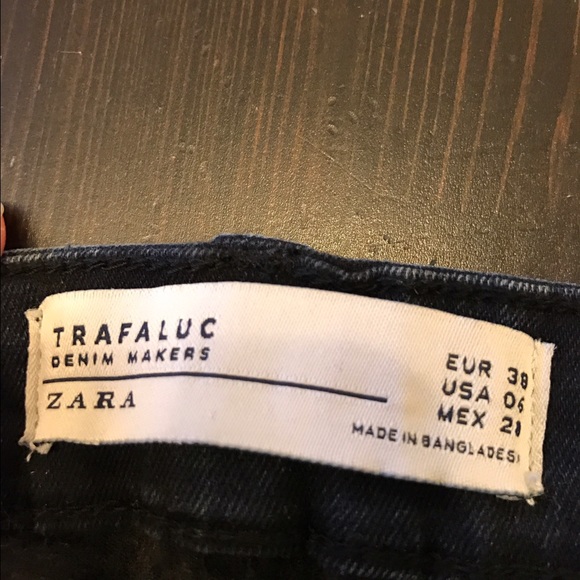 TRAFALUC
DENIM MAKERS
ZARA
EUR 38
USA 06
MEX 28
MADE IN BANGLADESH